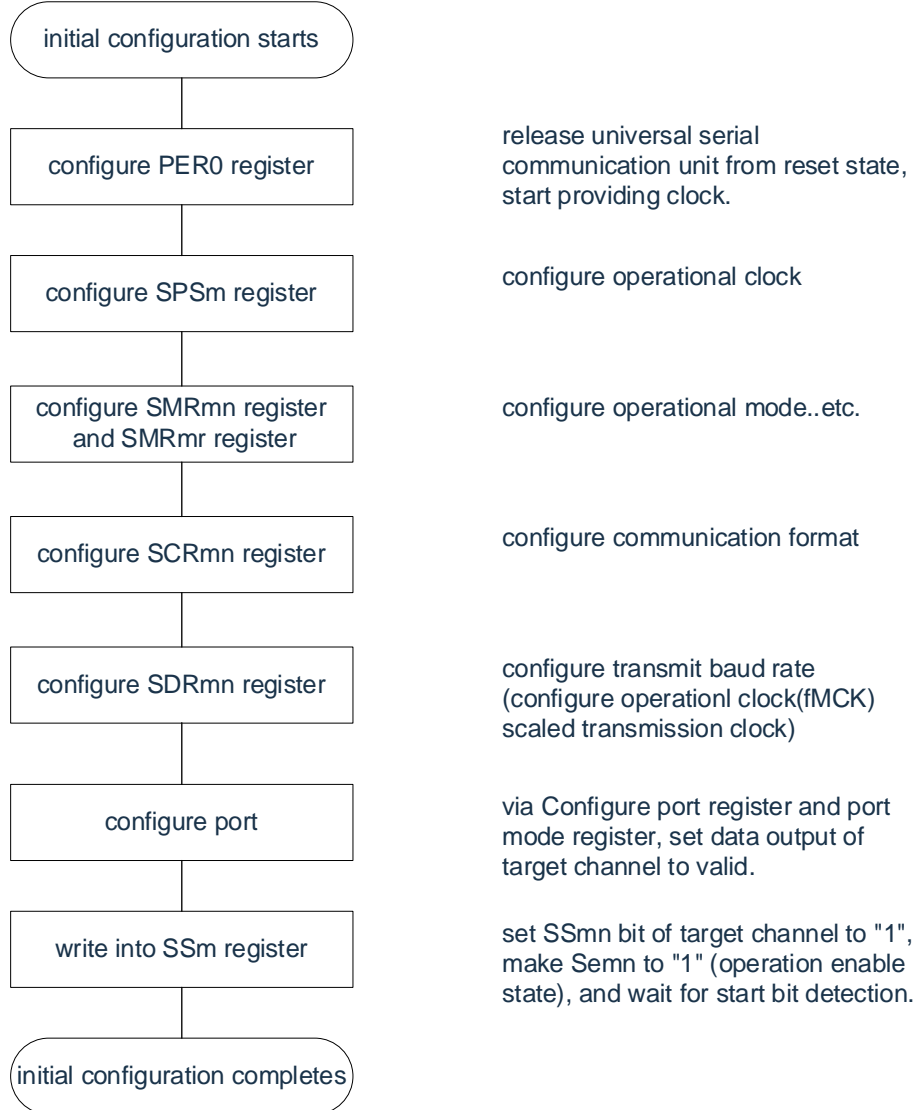 initial configuration starts
configure PER0 register
release universal serial
communication unit from reset state,
start providing clock.
configure SPSm register
configure operational clock
configure SMRmn register
and SMRmr register
configure operational mode..etc.
configure SCRmn register
configure communication format
configure SDRmn register
configure transmit baud rate
(configure operationl clock(fMCK)
scaled transmission clock)
configure port
via Configure port register and port
mode register, set data output of
target channel to valid.
write into SSm register
set SSmn bit of target channel to "1",
make Semn to "1" (operation enable
state), and wait for start bit detection.
initial configuration completes